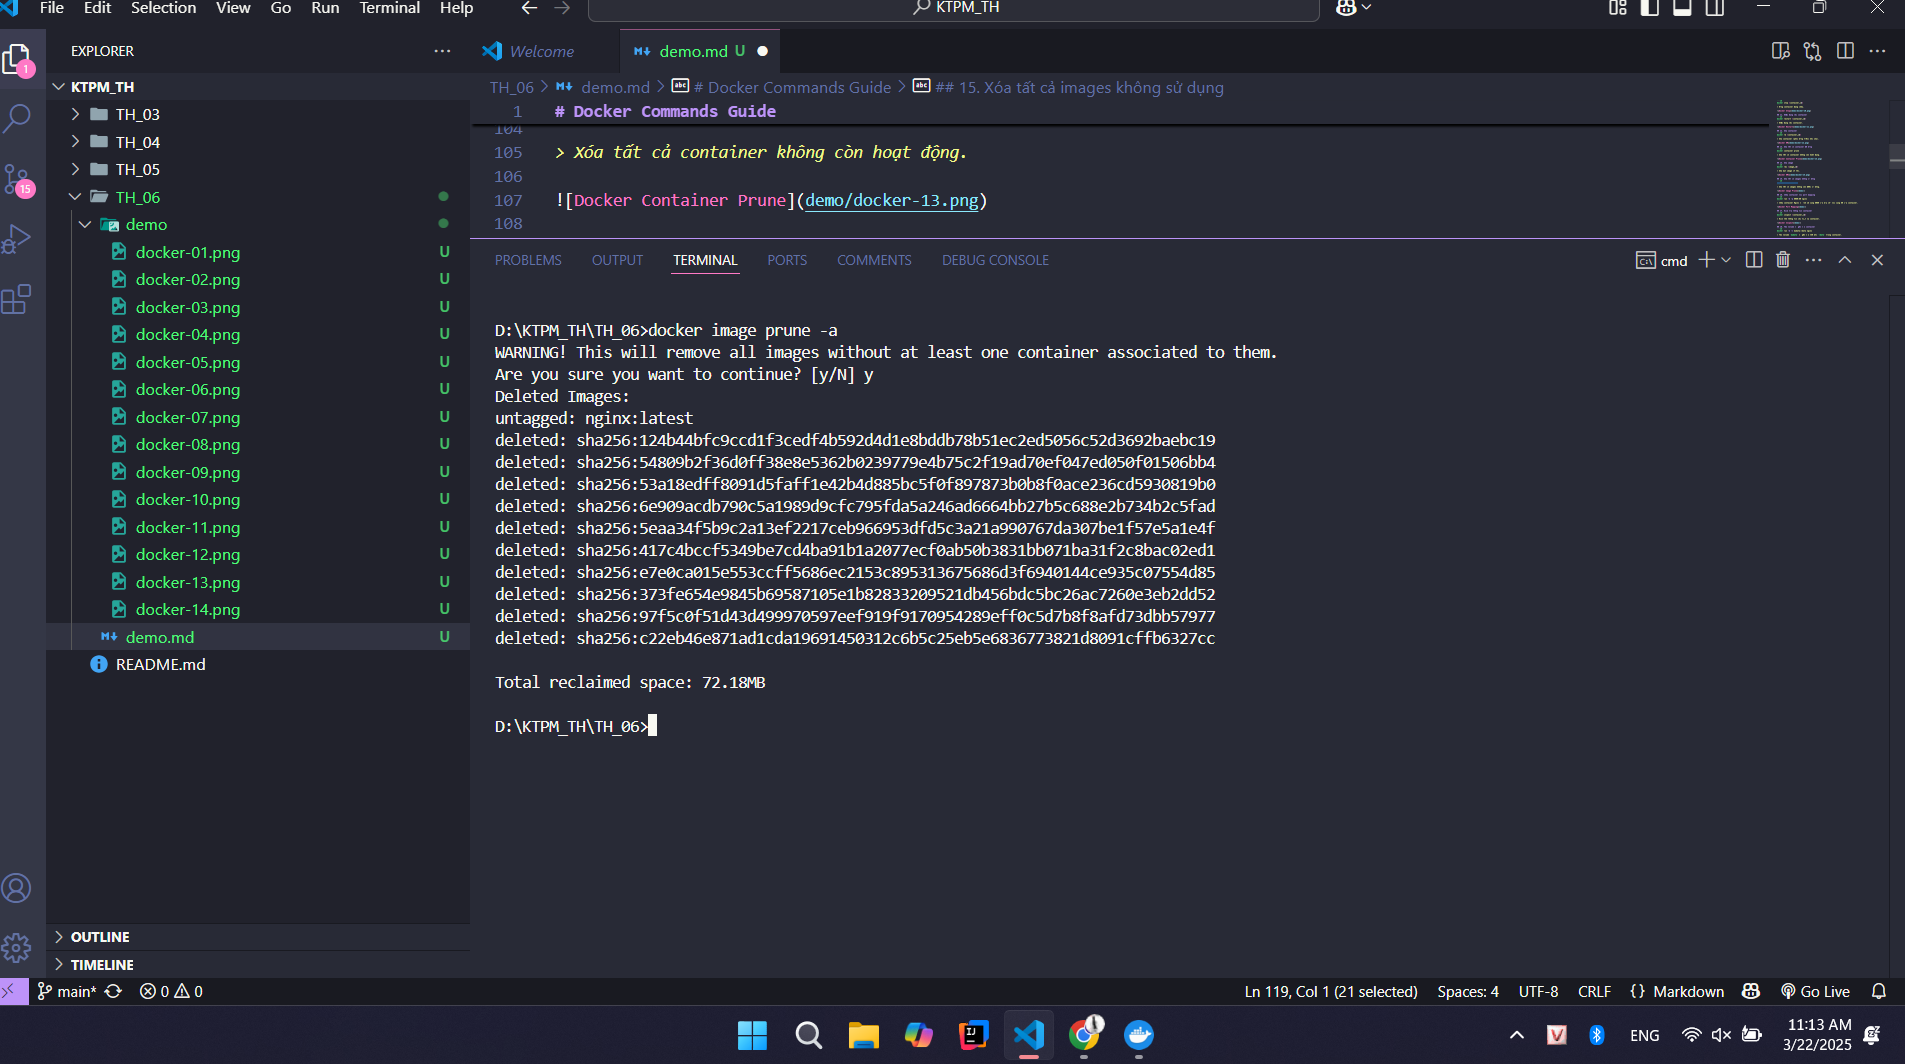 File Edit Selection View Go Run Terminal Help
KTPM_TH
EXPLORER
1
KTPM_TH
TH_03
TH_04
TH_05
15
TH_06
demo
docker-01.png U
docker-02.png U
docker-03.png U
docker-04.png U
docker-05.png U
docker-06.png U
docker-07.png U
docker-08.png U
docker-09.png U
docker-10.png U
docker-11.png U
docker-12.png U
docker-13.png U
docker-14.png U
demo.md U
README.md
OUTLINE
TIMELINE
Welcome
demo.md U
TH_06 > demo.md > # Docker Commands Guide > ## 15. Xóa tất cả images không sử dụng
1 # Docker Commands Guide
104
105 > Xóa tất cả container không còn hoạt động.
106
107 ![Docker Container Prune](demo/docker-13.png)
108
PROBLEMS OUTPUT TERMINAL PORTS COMMENTS DEBUG CONSOLE
cmd
D:\KTPM_TH\TH_06>docker image prune -a
WARNING! This will remove all images without at least one container associated to them.
Are you sure you want to continue? [y/N] y
Deleted Images:
untagged: nginx:latest
deleted: sha256:124b44bfc9ccd1f3cedf4b592d4d1e8bddb78b51ec2ed5056c52d3692baebc19
deleted: sha256:54809b2f36d0ff38e8e5362b0239779e4b75c2f19ad70ef047ed050f01506bb4
deleted: sha256:53a18edff8091d5faff1e42b4d885bc5f0f897873b0b8f0ace236cd5930819b0
deleted: sha256:6e909acdb790c5a1989d9cfc795fda5a246ad6664bb27b5c688e2b734b2c5fad
deleted: sha256:5eaa34f5b9c2a13ef2217ceb966953dfd5c3a21a990767da307be1f57e5a1e4f
deleted: sha256:417c4bccf5349be7cd4ba91b1a2077ecf0ab50b3831bb071ba31f2c8bac02ed1
deleted: sha256:e7e0ca015e553ccff5686ec2153c895313675686d3f6940144ce935c07554d85
deleted: sha256:373fe654e9845b69587105e1b82833209521db456bdc5bc26ac7260e3eb2dd52
deleted: sha256:97f5c0f51d43d499970597eef919f9170954289eff0c5d7b8f8afd73dbb57977
deleted: sha256:c22eb46e871ad1cda19691450312c6b5c25eb5e6836773821d8091cffb6327cc
Total reclaimed space: 72.18MB
D:\KTPM_TH\TH_06>
main* 0 0
Ln 119, Col 1 (21 selected) Spaces: 4 UTF-8 CRLF {} Markdown Go Live
ENG
11:13 AM
3/22/2025